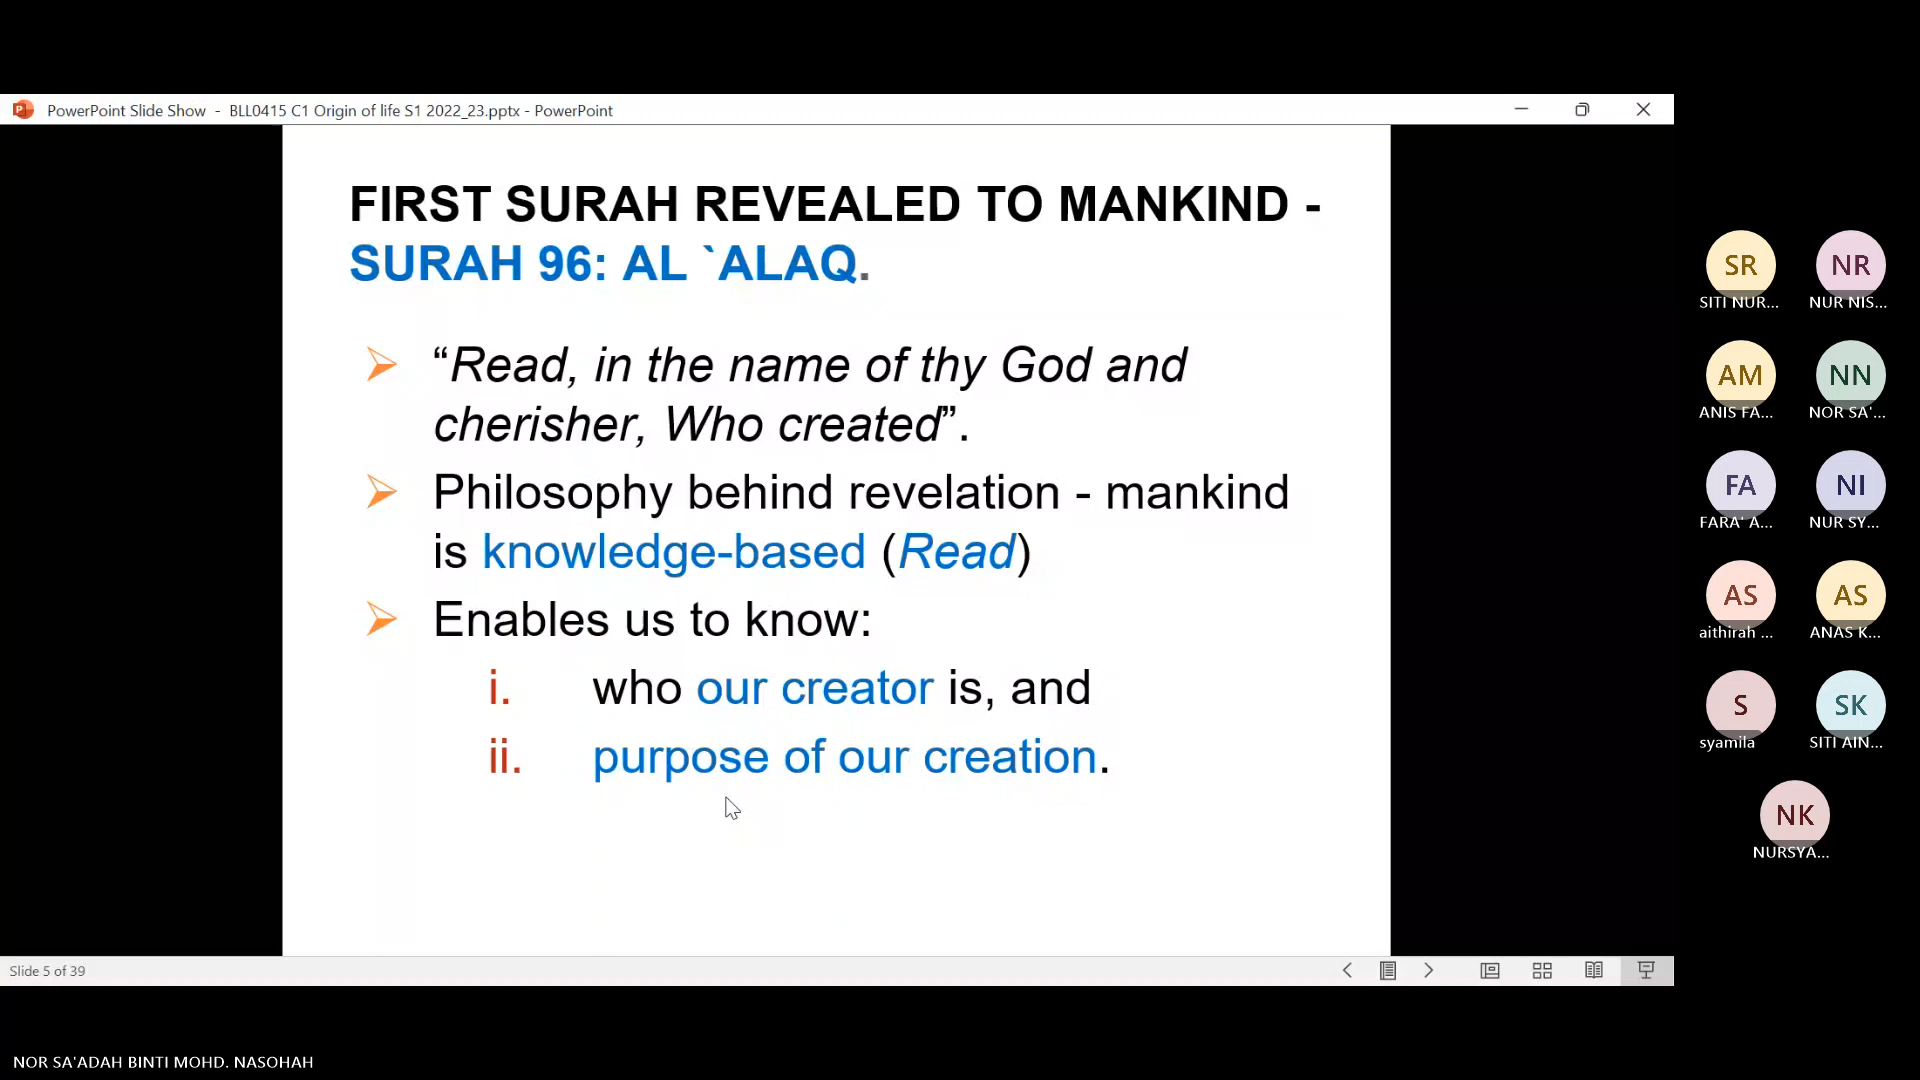 PowerPoint Slide Show - BLL0415 C1 Origin of life S1 2022_23.pptx - PowerPoint
FIRST SURAH REVEALED TO MANKIND -
SURAH 96: AL `ALAQ.
➢ “Read, in the name of thy God and
cherisher, Who created”.
➢ Philosophy behind revelation - mankind
is knowledge-based (Read)
➢ Enables us to know:
i. who our creator is, and
ii. purpose of our creation.
Slide 5 of 39
SR
SITI NUR...
NR
NUR NIS...
AM
ANIS FA...
NN
NOR SA'...
FA
FARA' A...
NI
NUR SY...
AS
aithirah ...
AS
ANAS K...
S
syamila
SK
SITI AIN...
NK
NURSYA...
NOR SA'ADAH BINTI MOHD. NASOHAH